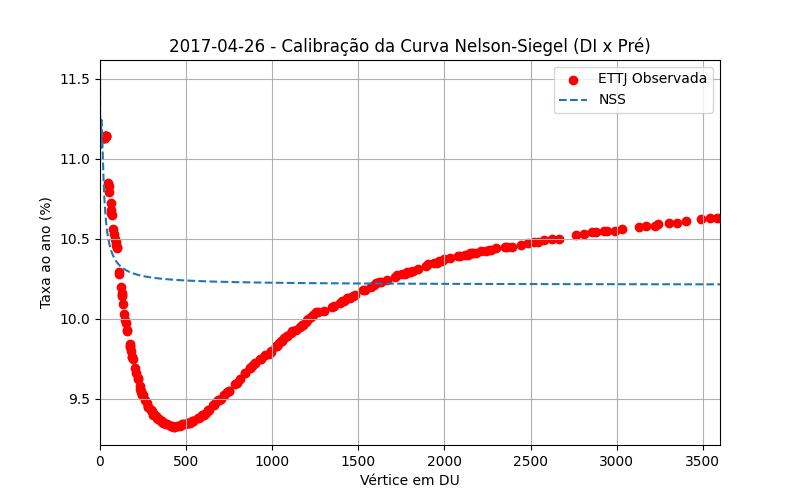 2017-04-26 - Calibração da Curva Nelson-Siegel (DI x Pré)
ETTJ Observada
NSS
Taxa ao ano (%)
11.5
11.0
10.5
10.0
9.5
0 500 1000 1500 2000 2500 3000 3500
Vértice em DU